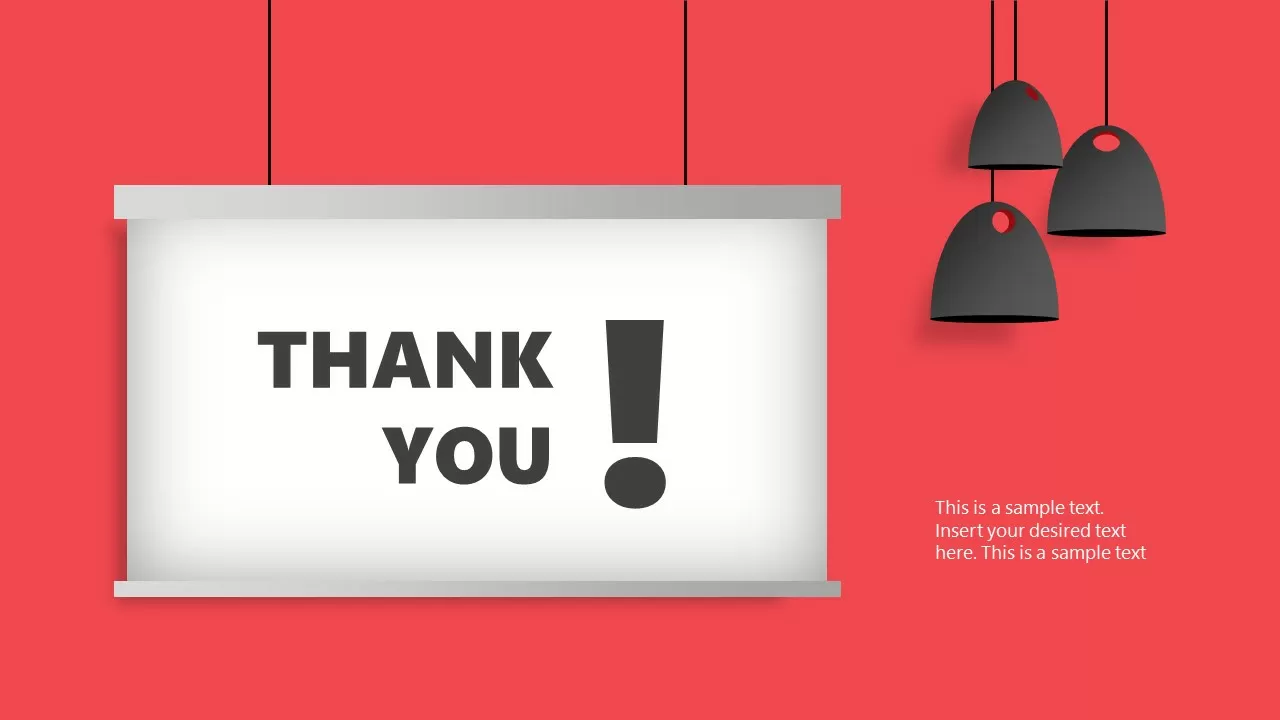 THANK
YOU
!
This is a sample text.
Insert your desired text
here. This is a sample text